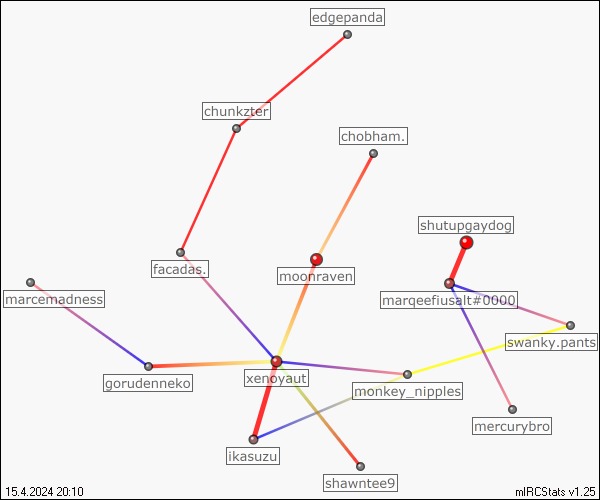 edgepanda
chunkzter
chobham.
shutupgaydog
facadas.
moonraven
marcemadness
marqeefiusalt#0000
swanky.pants
gorudenneko
xenoyaut
monkey_nipples
mercurybro
ikasuzu
shawntee9
15.4.2024 20:10
mIRCStats v1.25